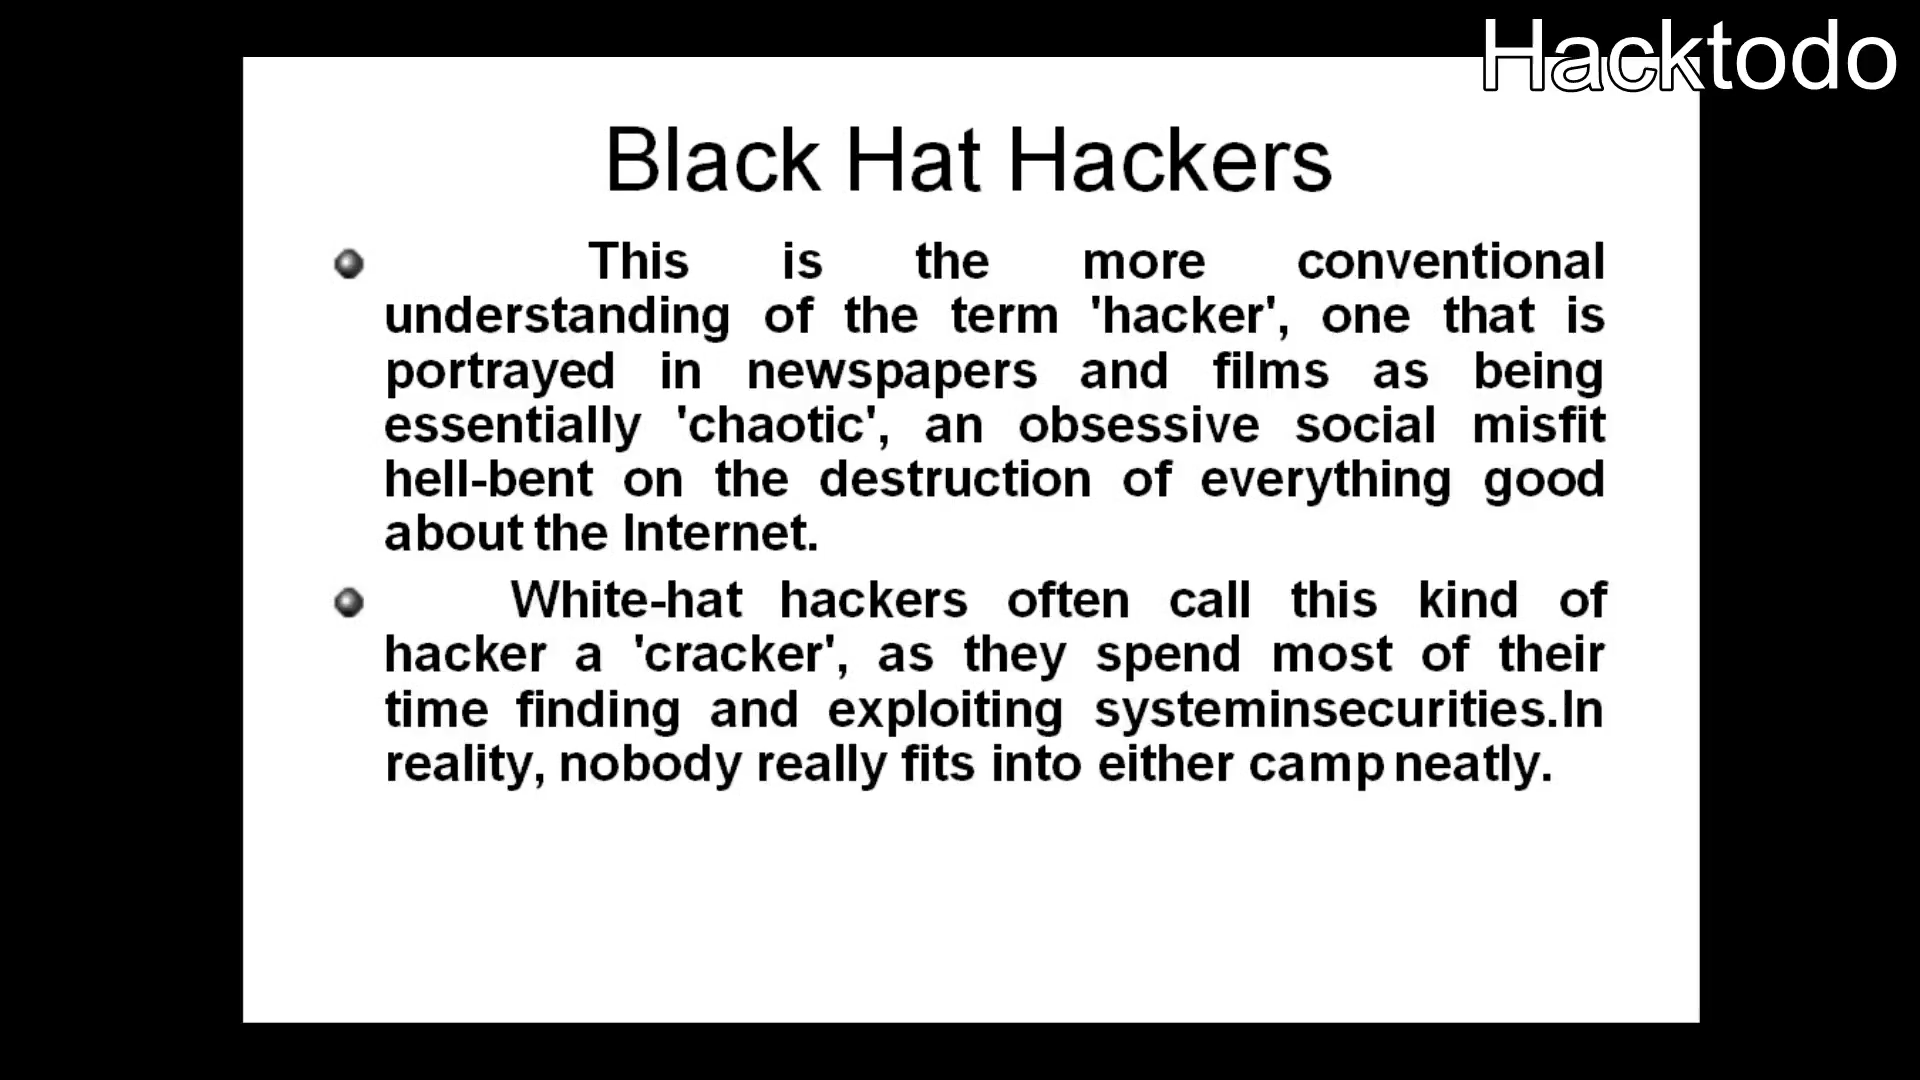 Hacktodo
Black Hat Hackers
This is the more conventional
understanding of the term 'hacker', one that is
portrayed in newspapers and films as being
essentially 'chaotic', an obsessive social misfit
hell-bent on the destruction of everything good
about the Internet.
White-hat hackers often call this kind of
hacker a 'cracker', as they spend most of their
time finding and exploiting systeminsecurities.In
reality, nobody really fits into either camp neatly.